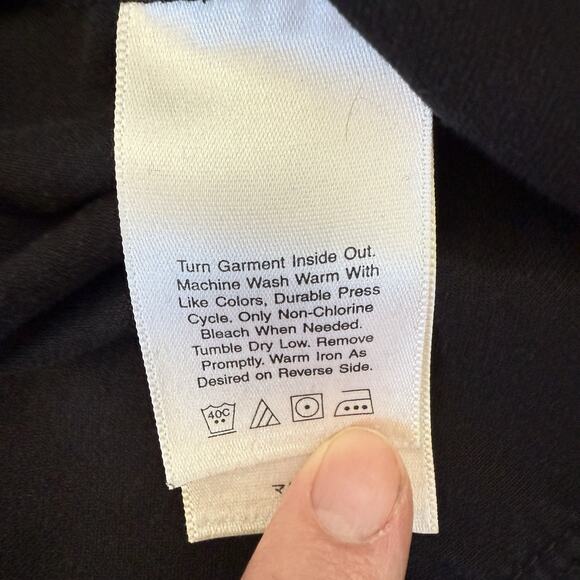 Turn Garment Inside Out.
Machine Wash Warm With
Like Colors, Durable Press
Cycle. Only Non-Chlorine
Bleach When Needed.
Tumble Dry Low. Remove
Promptly. Warm Iron As
Desired on Reverse Side.
40C